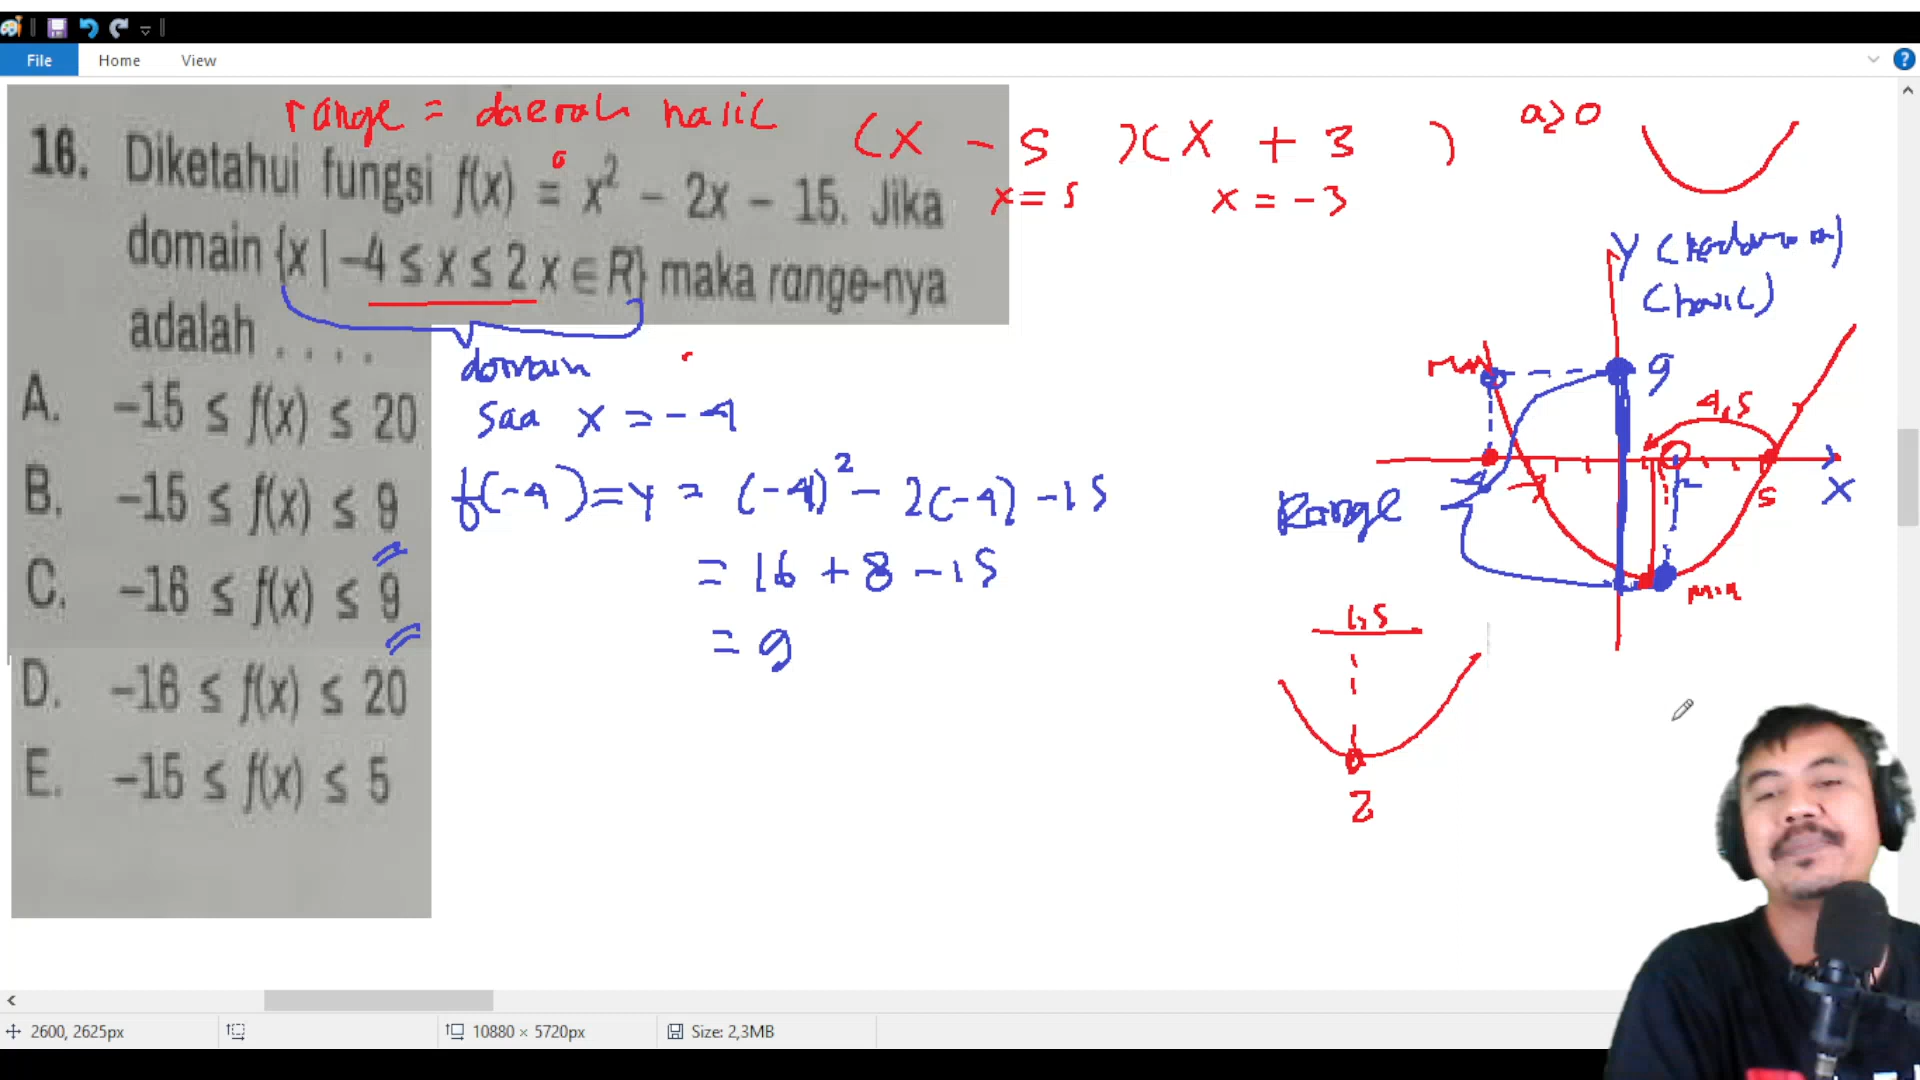 File Home View
range = daerah hasil
16. Diketahui fungsi f(x) = x² - 2x - 15. Jika
domain {x | -4 ≤ x ≤ 2 x ∈ R} maka range-nya
adalah . . . .
A. -15 ≤ f(x) ≤ 20
B. -15 ≤ f(x) ≤ 9
C. -16 ≤ f(x) ≤ 9
D. -16 ≤ f(x) ≤ 20
E. -15 ≤ f(x) ≤ 5
domain
saa x = -4
f(-4) = y = (-4)² - 2(-4) - 15
= 16 + 8 - 15
= 9
(x - 5)(x + 3)
x = 5 x = -3
Y
(hasil)
9
4,5
-4 -3 2 5 X
Range
min
1,5
2
2600, 2625px 10880 × 5720px Size: 2,3MB